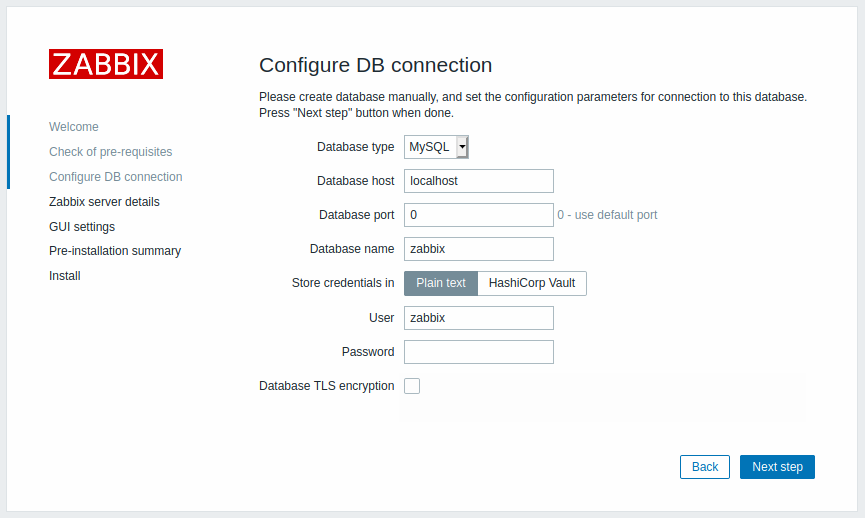 ZABBIX
Welcome
Check of pre-requisites
Configure DB connection
Zabbix server details
GUI settings
Pre-installation summary
Install
Configure DB connection
Please create database manually, and set the configuration parameters for connection to this database.
Press "Next step" button when done.
Database type MySQL
Database host localhost
Database port 0 0 - use default port
Database name zabbix
Store credentials in Plain text HashiCorp Vault
User zabbix
Password
Database TLS encryption
Back Next step